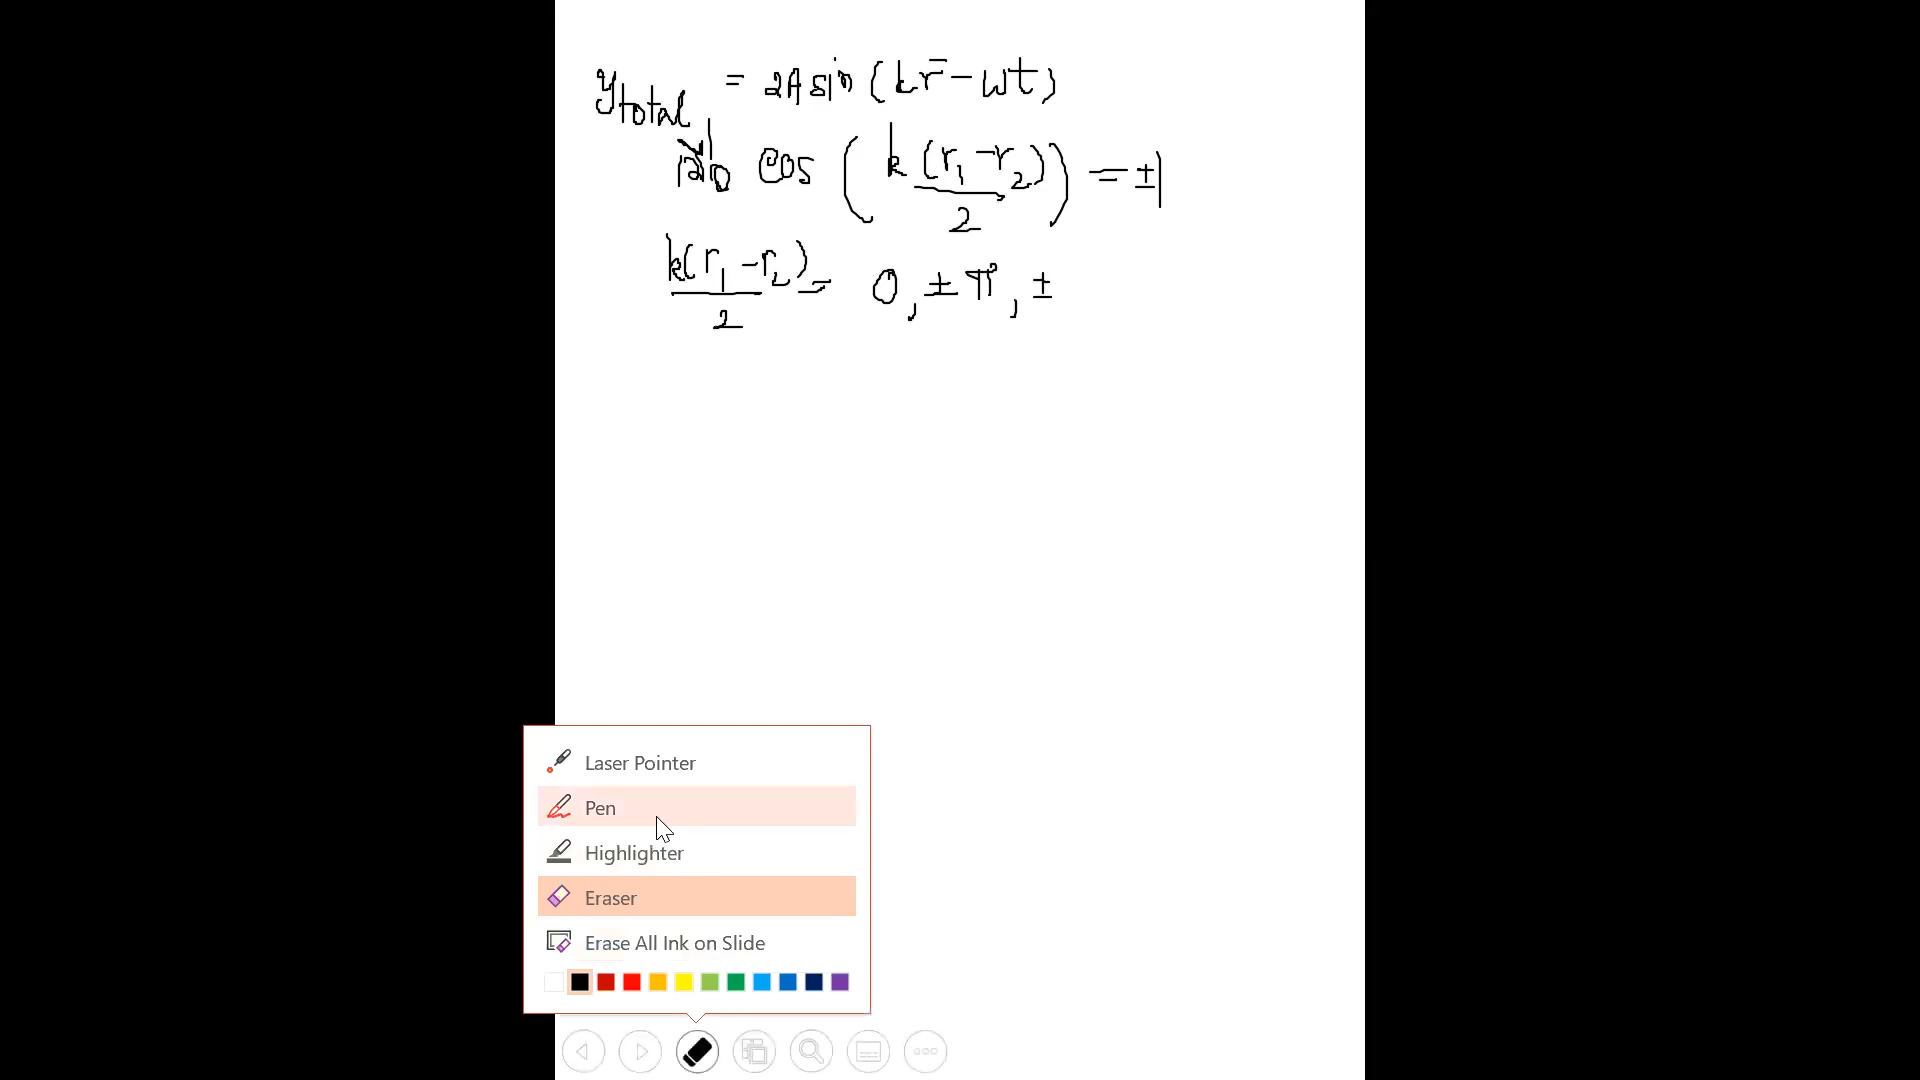 y_total = 2A sin (k r̄ - ωt)
cos ( k (r₁ - r₂) / 2 ) = ±1
k(r₁ - r₂) / 2 = 0, ± π, ±
Laser Pointer
Pen
Highlighter
Eraser
Erase All Ink on Slide